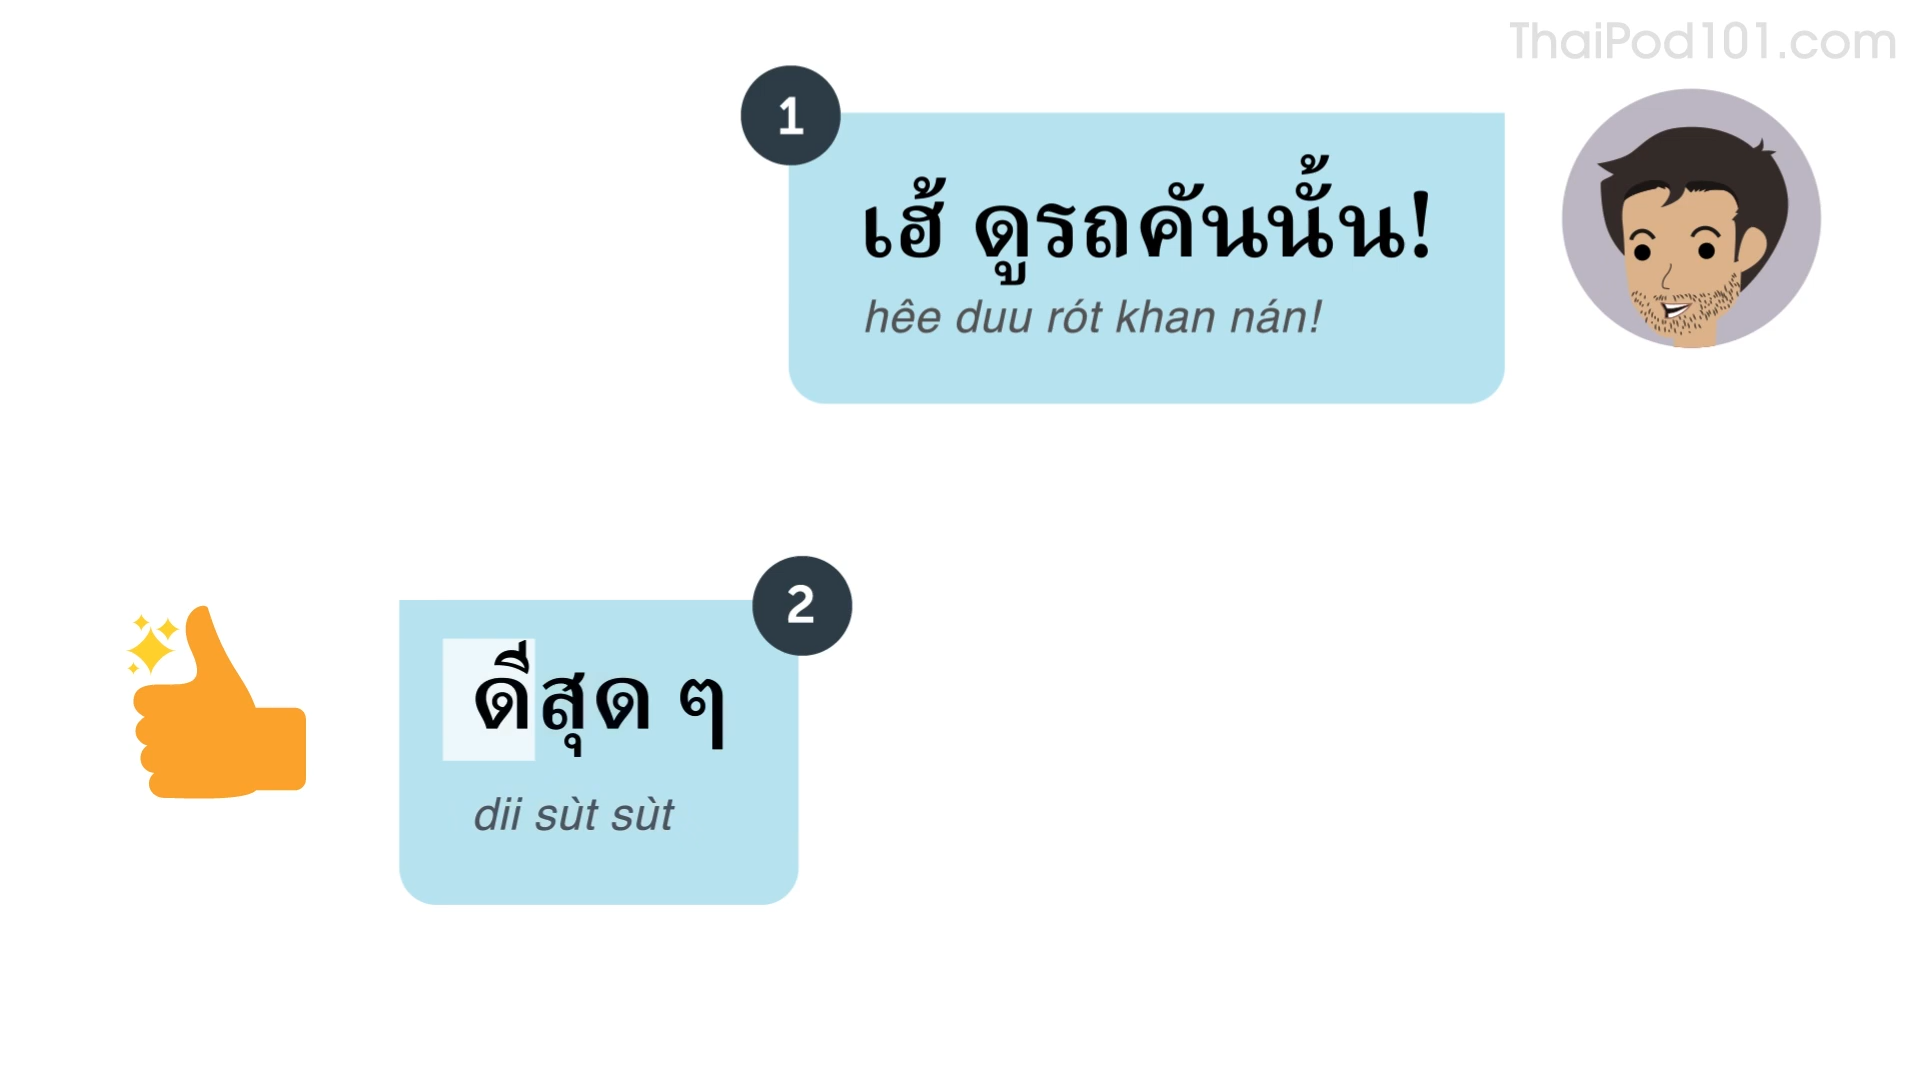 ThaiPod101.com
1
เฮ้ ดูรถคันนั้น!
hêe duu rót khan nán!
2
ดีสุด ๆ
dii sùt sùt